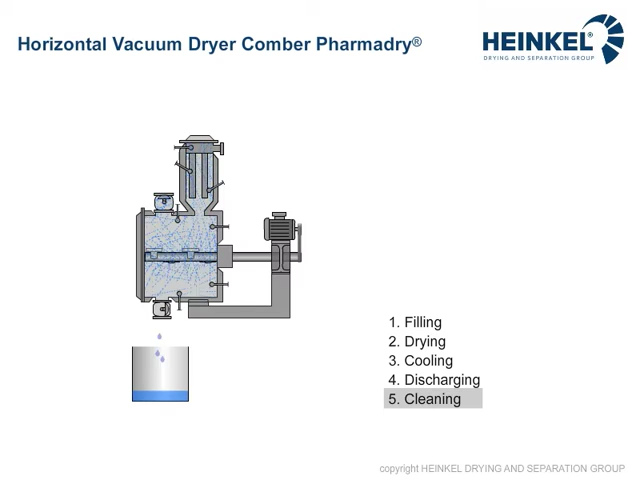 Horizontal Vacuum Dryer Comber Pharmadry®
HEINKEL®
DRYING AND SEPARATION GROUP
1. Filling
2. Drying
3. Cooling
4. Discharging
5. Cleaning
copyright HEINKEL DRYING AND SEPARATION GROUP